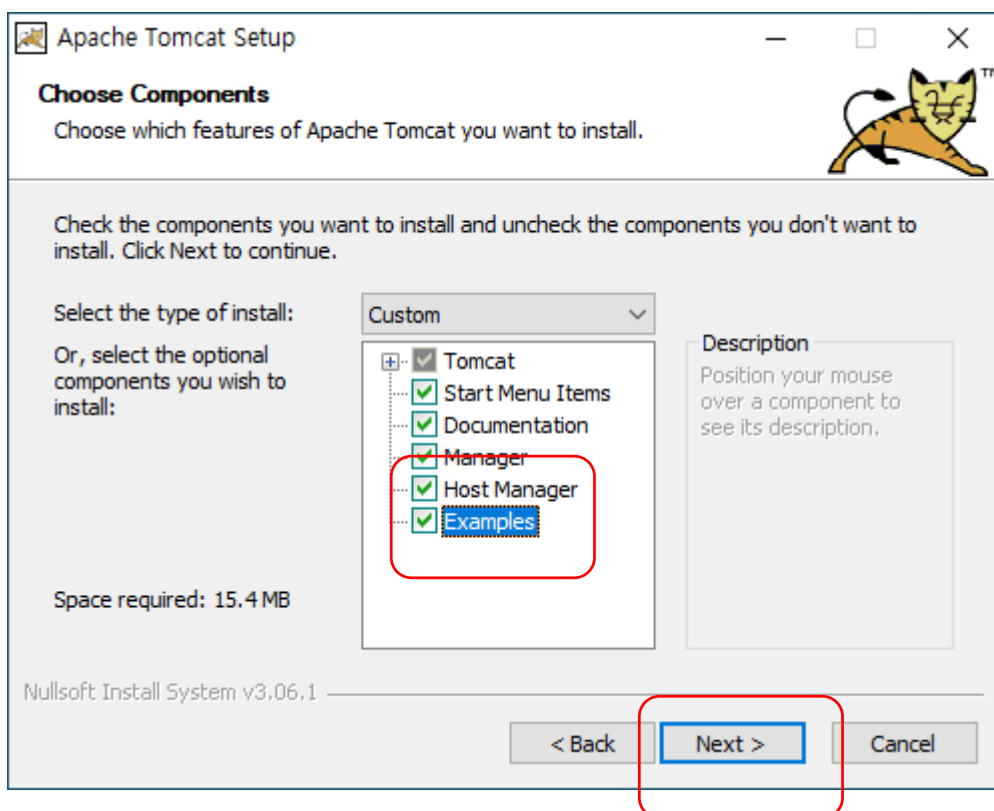 Apache Tomcat Setup
Choose Components
Choose which features of Apache Tomcat you want to install.
TM
Check the components you want to install and uncheck the components you don't want to
install. Click Next to continue.
Select the type of install:
Custom
Or, select the optional
components you wish to
install:
Tomcat
Start Menu Items
Documentation
Manager
Host Manager
Examples
Description
Position your mouse
over a component to
see its description.
Space required: 15.4 MB
Nullsoft Install System v3.06.1
< Back
Next >
Cancel